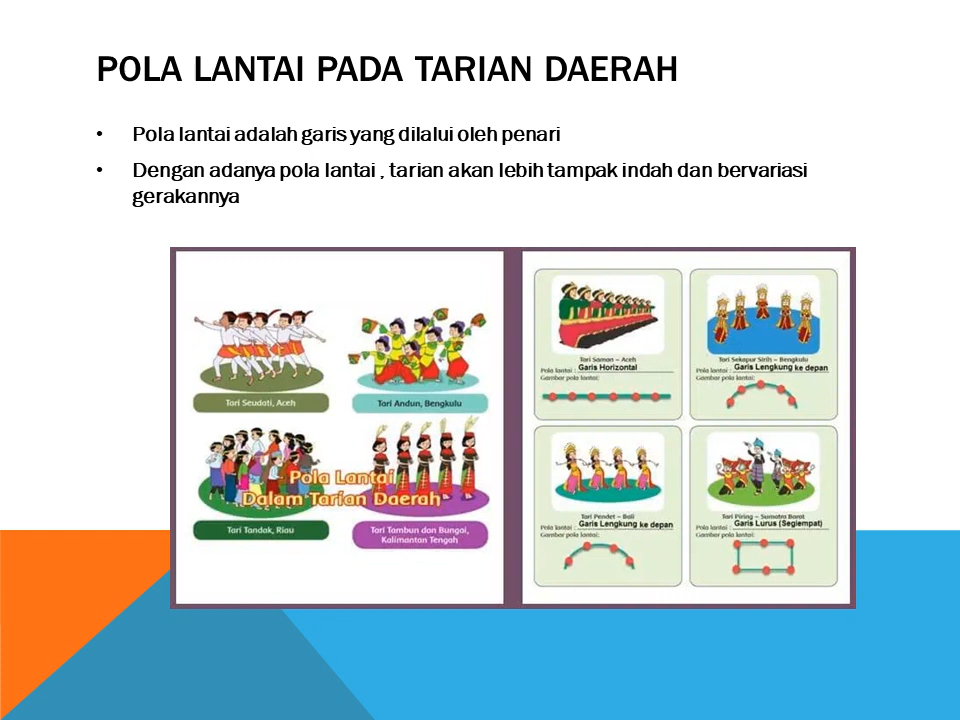 POLA LANTAI PADA TARIAN DAERAH
• Pola lantai adalah garis yang dilalui oleh penari
• Dengan adanya pola lantai , tarian akan lebih tampak indah dan bervariasi
gerakannya
Tari Seudati, Aceh
Tari Andun, Bengkulu
Pola Lantai
Dalam Tarian Daerah
Tari Tandak, Riau
Tari Tambun dan Bungai,
Kalimantan Tengah
Tari Saman – Aceh
Pola lantai : Garis Horizontal
Gambar pola lantai:
Tari Sekapur Sirih – Bengkulu
Pola lantai : Garis Lengkung ke depan
Gambar pola lantai:
Tari Pendet – Bali
Pola lantai : Garis Lengkung ke depan
Gambar pola lantai:
Tari Piring – Sumatra Barat
Pola lantai : Garis Lurus (Segiempat)
Gambar pola lantai: